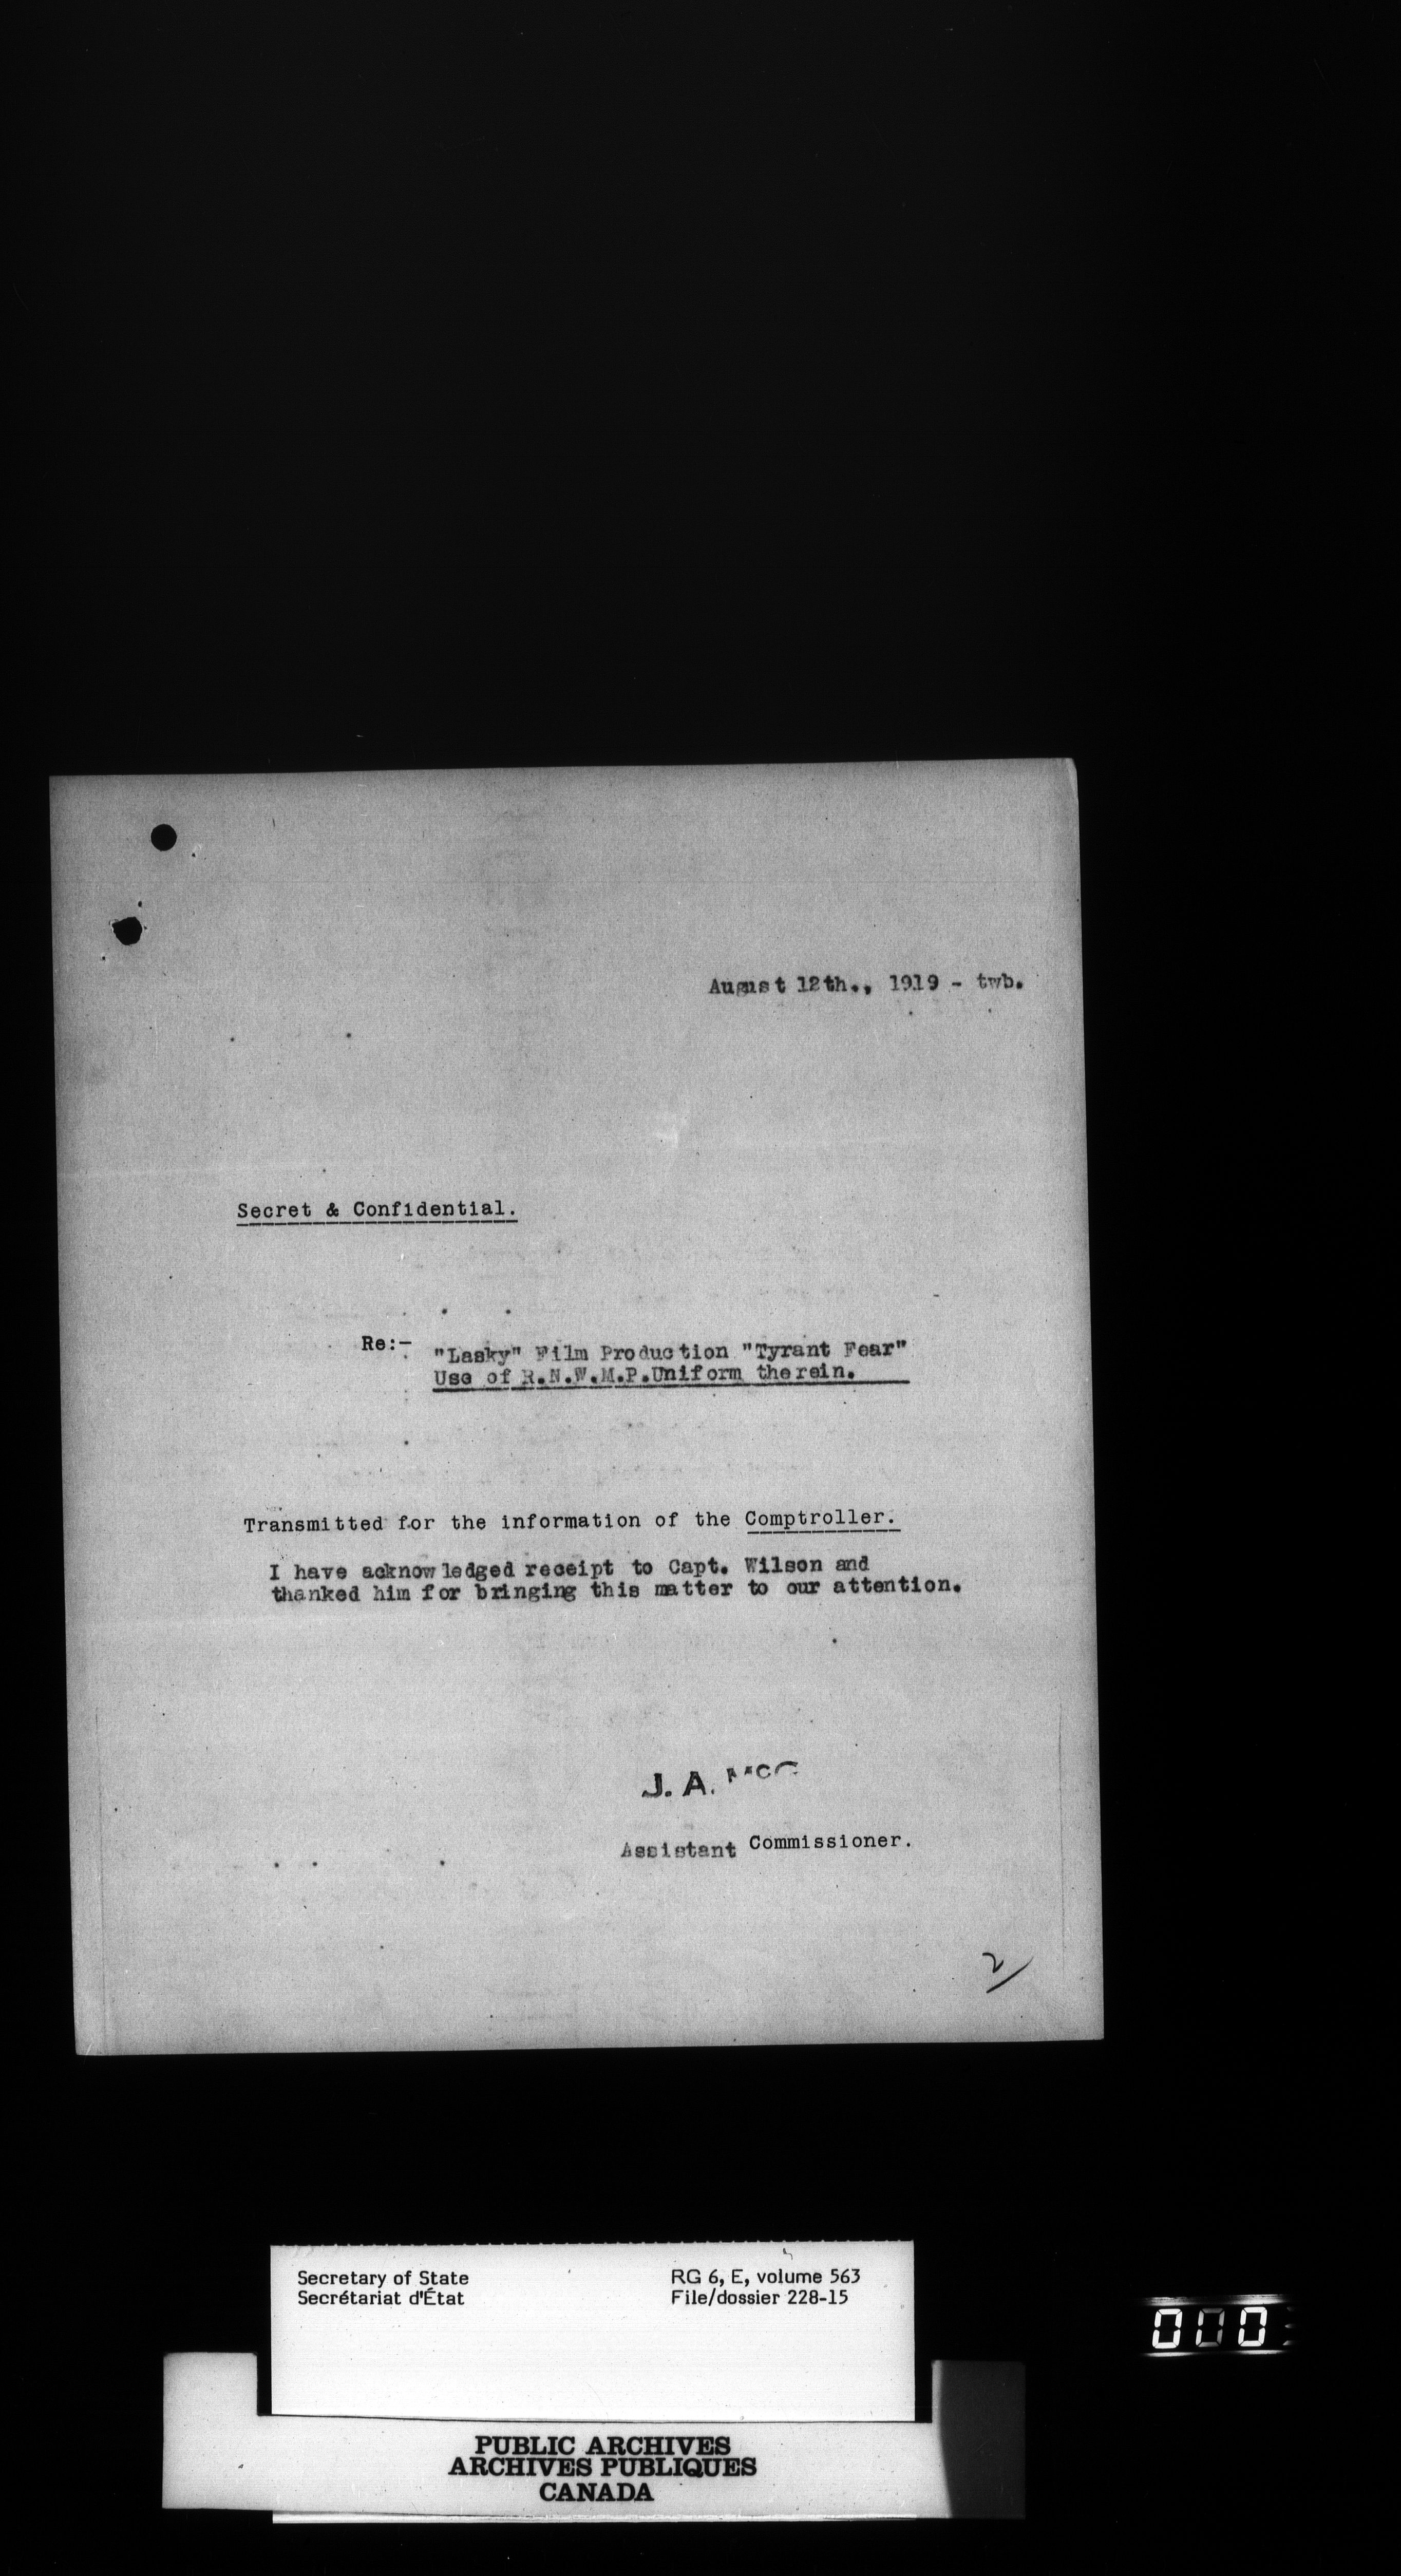 August 12th., 1919 - twb.
Secret & Confidential.
Re:- "Lasky" Film Production "Tyrant Fear"
Use of R.N.W.M.P.Uniform therein.
Transmitted for the information of the Comptroller.
I have acknowledged receipt to Capt. Wilson and
thanked him for bringing this matter to our attention.
J. A.
Assistant Commissioner.
2/
Secretary of State
Secrétariat d'État
RG 6, E, volume 563
File/dossier 228-15
000
PUBLIC ARCHIVES
ARCHIVES PUBLIQUES
CANADA